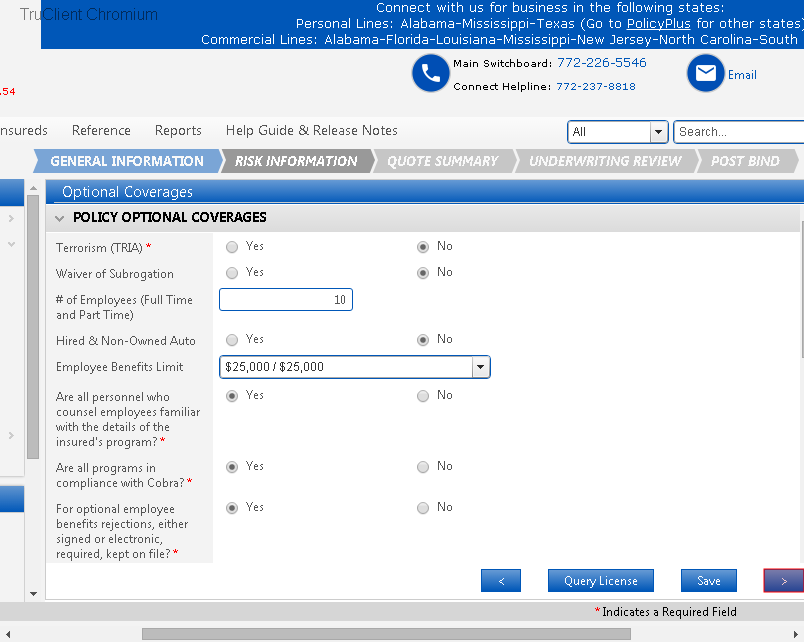 TruClient Chromium
Connect with us for business in the following states:
Personal Lines: Alabama-Mississippi-Texas (Go to PolicyPlus for other states)
Commercial Lines: Alabama-Florida-Louisiana-Mississippi-New Jersey-North Carolina-South
.54
Main Switchboard: 772-226-5546
Connect Helpline: 772-237-8818
Email
nsureds Reference Reports Help Guide & Release Notes
All Search...
GENERAL INFORMATION RISK INFORMATION QUOTE SUMMARY UNDERWRITING REVIEW POST BIND
Optional Coverages
POLICY OPTIONAL COVERAGES
Terrorism (TRIA) * Yes No
Waiver of Subrogation Yes No
# of Employees (Full Time
and Part Time)
10
Hired & Non-Owned Auto Yes No
Employee Benefits Limit $25,000 / $25,000
Are all personnel who
counsel employees familiar
with the details of the
insured's program? *
Yes No
Are all programs in
compliance with Cobra? *
Yes No
For optional employee
benefits rejections, either
signed or electronic,
required, kept on file? *
Yes No
< Query License Save >
* Indicates a Required Field